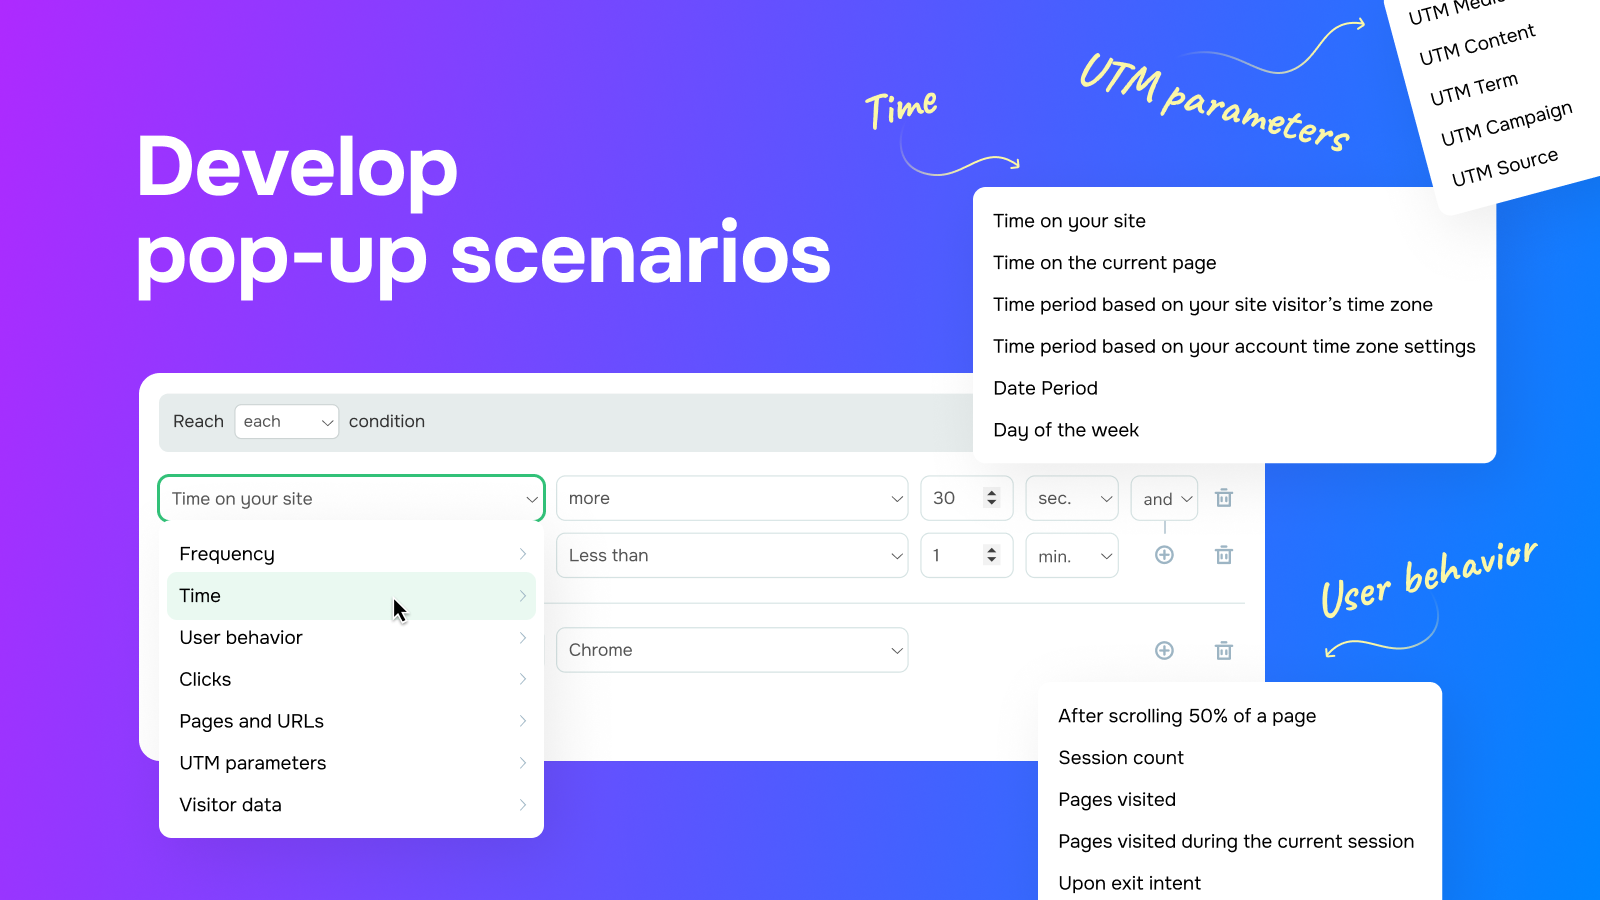 Develop
pop-up scenarios
Time
UTM parameters
UTM Content
UTM Term
UTM Campaign
UTM Source
Time on your site
Time on the current page
Time period based on your site visitor’s time zone
Time period based on your account time zone settings
Date Period
Day of the week
Reach each condition
Time on your site more 30 sec. and
Less than 1 min.
Chrome
Frequency
Time
User behavior
Clicks
Pages and URLs
UTM parameters
Visitor data
User behavior
After scrolling 50% of a page
Session count
Pages visited
Pages visited during the current session
Upon exit intent